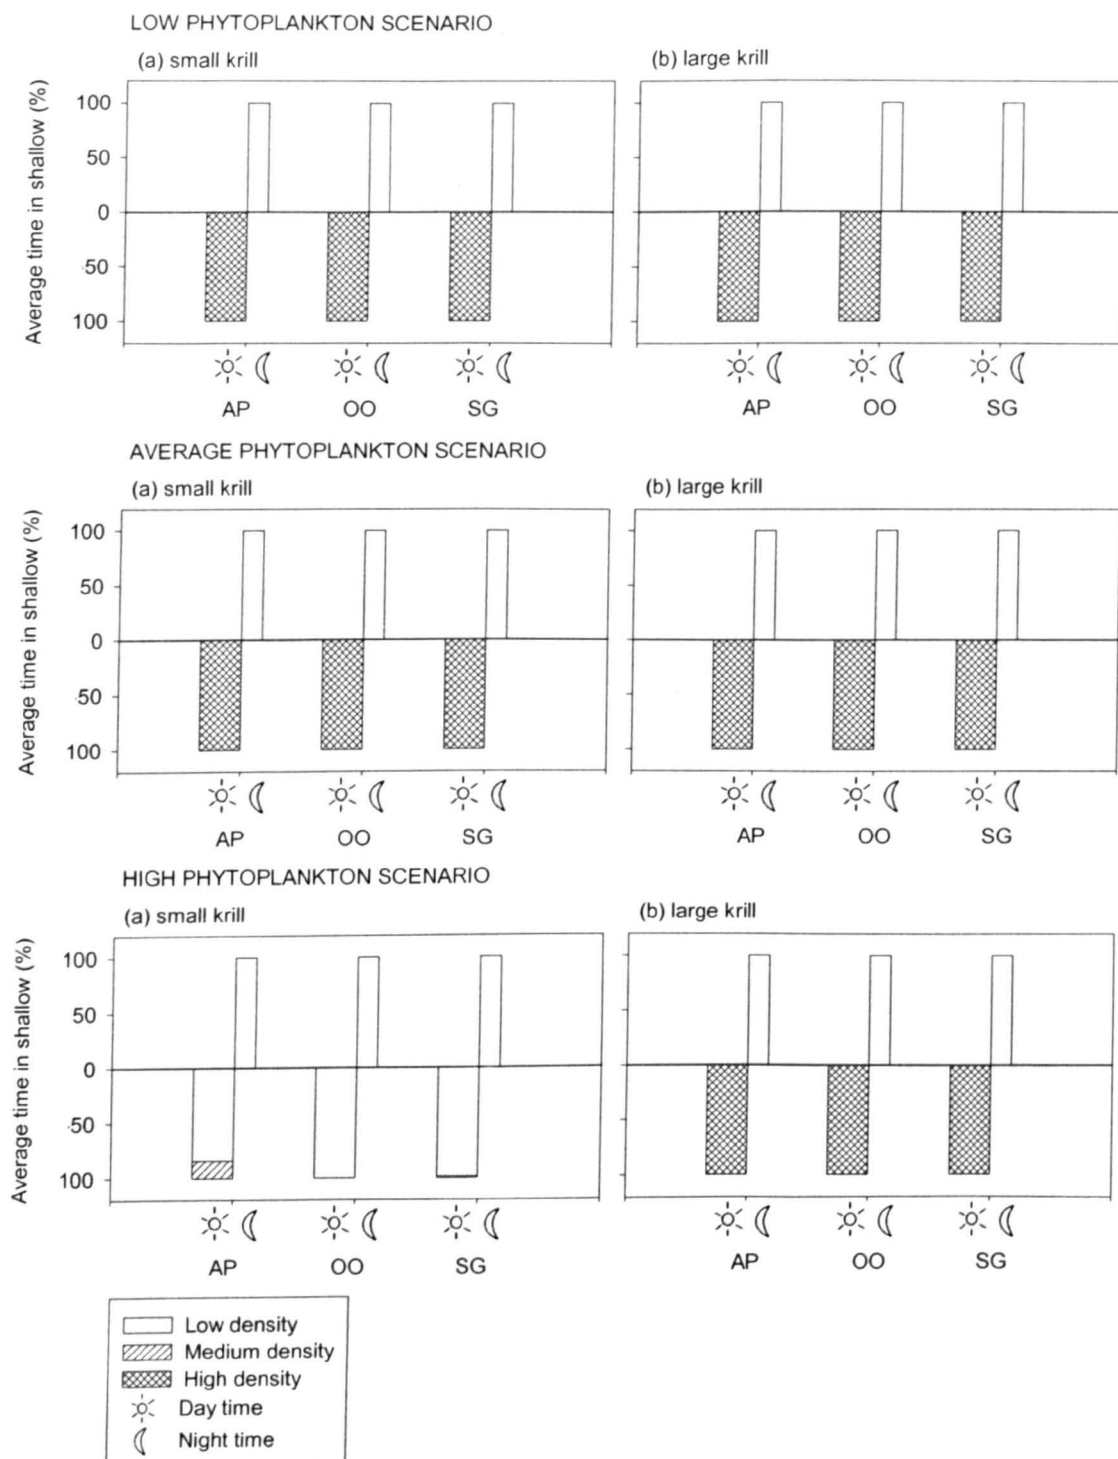 LOW PHYTOPLANKTON SCENARIO
(a) small krill
(b) large krill
Average time in shallow (%)
100
50
0
50
100
AP OO SG
AP OO SG
AVERAGE PHYTOPLANKTON SCENARIO
(a) small krill
(b) large krill
Average time in shallow (%)
100
50
0
50
100
AP OO SG
AP OO SG
HIGH PHYTOPLANKTON SCENARIO
(a) small krill
(b) large krill
Average time in shallow (%)
100
50
0
50
100
AP OO SG
AP OO SG
Low density
Medium density
High density
Day time
Night time